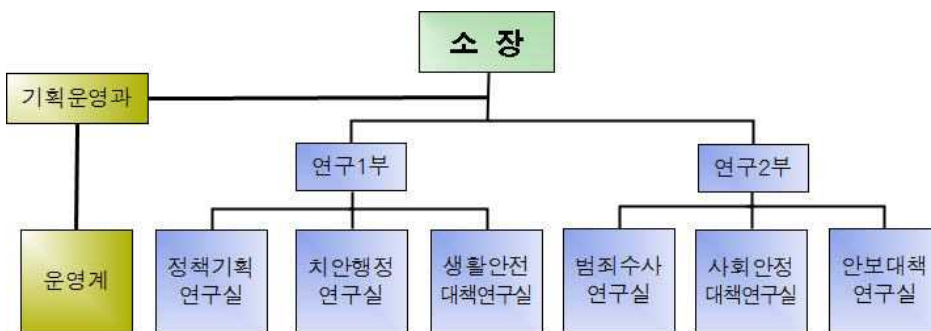 소 장
기획운영과
연구1부
연구2부
운영계
정책기획
연구실
치안행정
연구실
생활안전
대책연구실
범죄수사
연구실
사회안정
대책연구실
안보대책
연구실